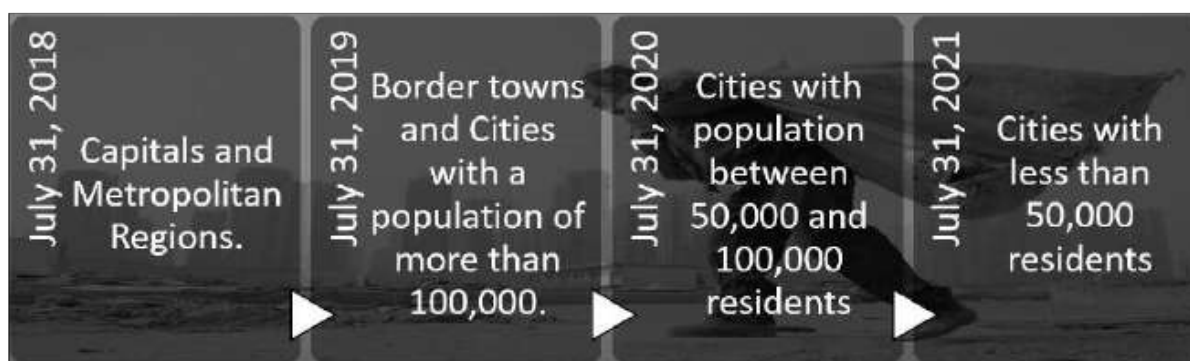 July 31, 2018
Capitals and
Metropolitan
Regions.
July 31, 2019
Border towns
and Cities
with a
population of
more than
100,000.
July 31, 2020
Cities with
population
between
50,000 and
100,000
residents
July 31, 2021
Cities with
less than
50,000
residents